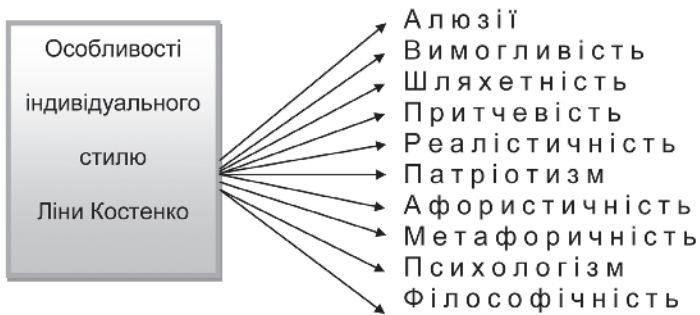 Особливості
індивідуального
стилю
Ліни Костенко
Алюзії
Вимогливість
Шляхетність
Притчевість
Реалістичність
Патріотизм
Афористичність
Метафоричність
Психологізм
Філософічність